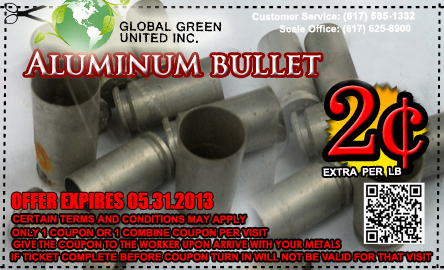 GLOBAL GREEN
UNITED INC.
Customer Service: (817) 585-1332
Scale Office: (817) 625-8900
ALUMINUM BULLET
2¢
EXTRA PER LB
OFFER EXPIRES 05.31.2013
CERTAIN TERMS AND CONDITIONS MAY APPLY
ONLY 1 COUPON OR 1 COMBINE COUPON PER VISIT
GIVE THE COUPON TO THE WORKER UPON ARRIVE WITH YOUR METALS
IF TICKET COMPLETE BEFORE COUPON TURN IN WILL NOT BE VALID FOR THAT VISIT